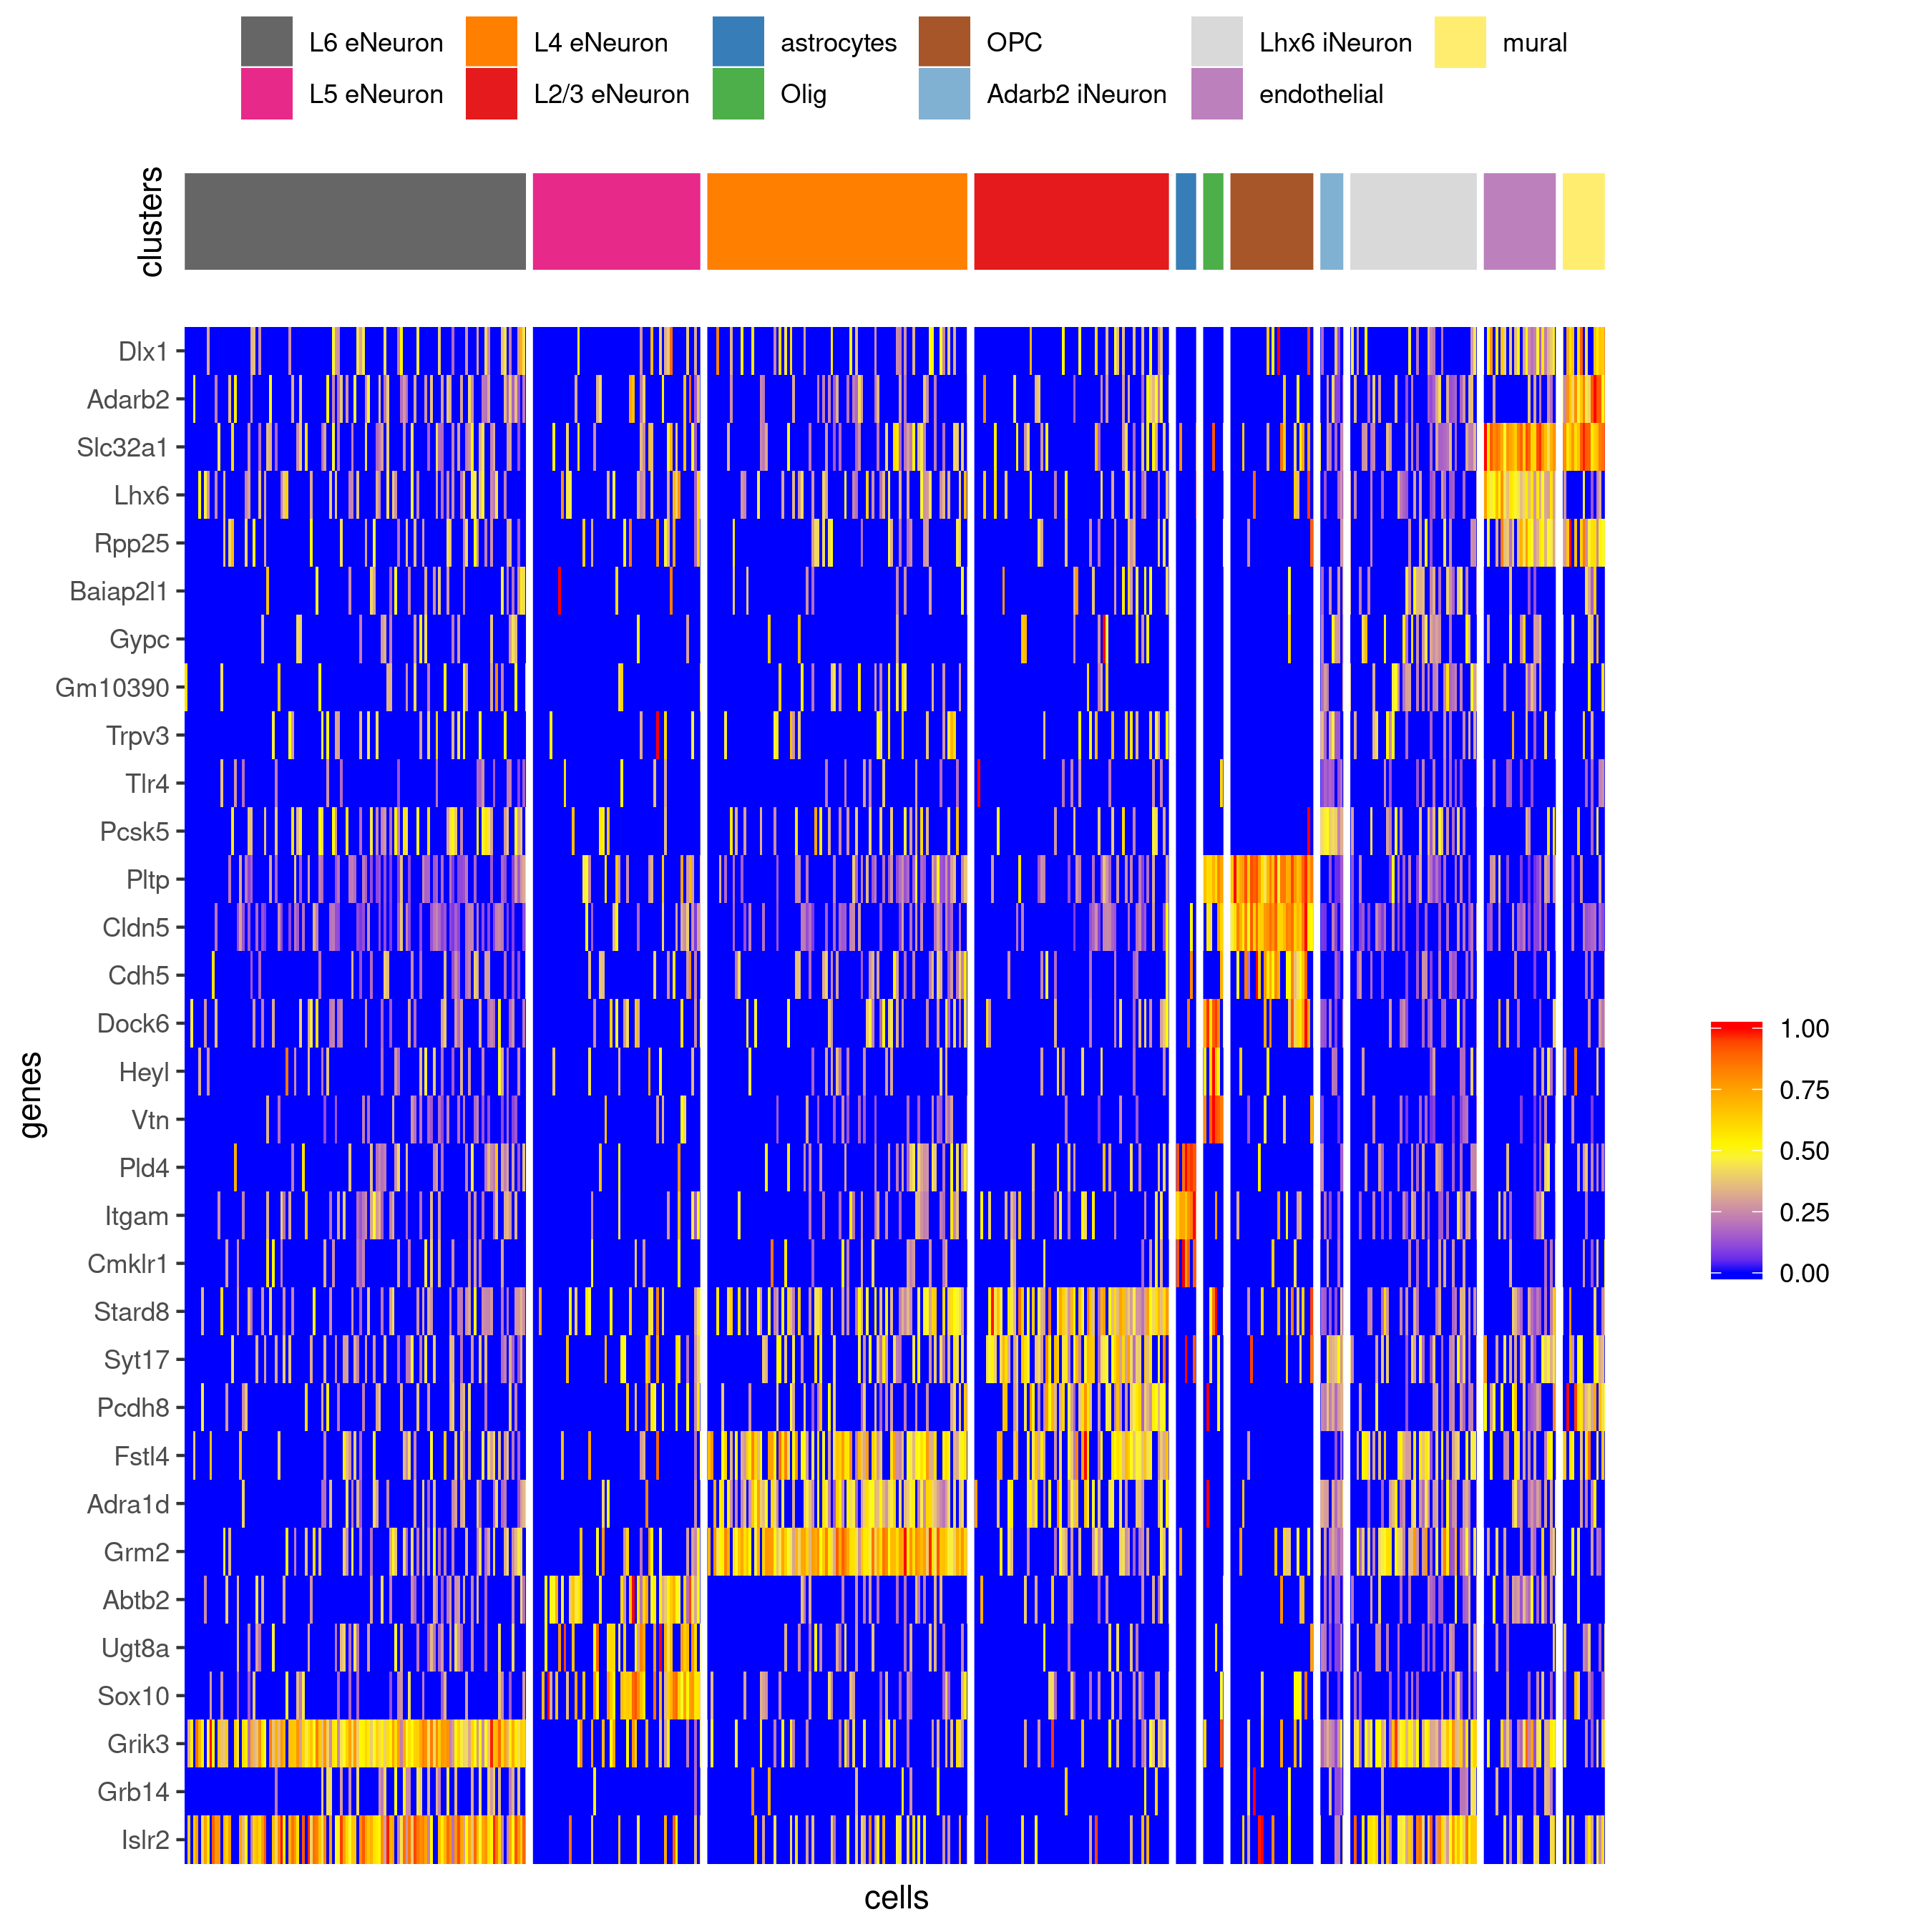 L6 eNeuron L4 eNeuron astrocytes OPC Lhx6 iNeuron mural
L5 eNeuron L2/3 eNeuron Olig Adarb2 iNeuron endothelial
clusters
Dlx1
Adarb2
Slc32a1
Lhx6
Rpp25
Baiap2l1
Gypc
Gm10390
Trpv3
Tlr4
Pcsk5
Pltp
Cldn5
Cdh5
Dock6
Heyl
Vtn
Pld4
Itgam
Cmklr1
Stard8
Syt17
Pcdh8
Fstl4
Adra1d
Grm2
Abtb2
Ugt8a
Sox10
Grik3
Grb14
Islr2
genes
cells
1.00
0.75
0.50
0.25
0.00